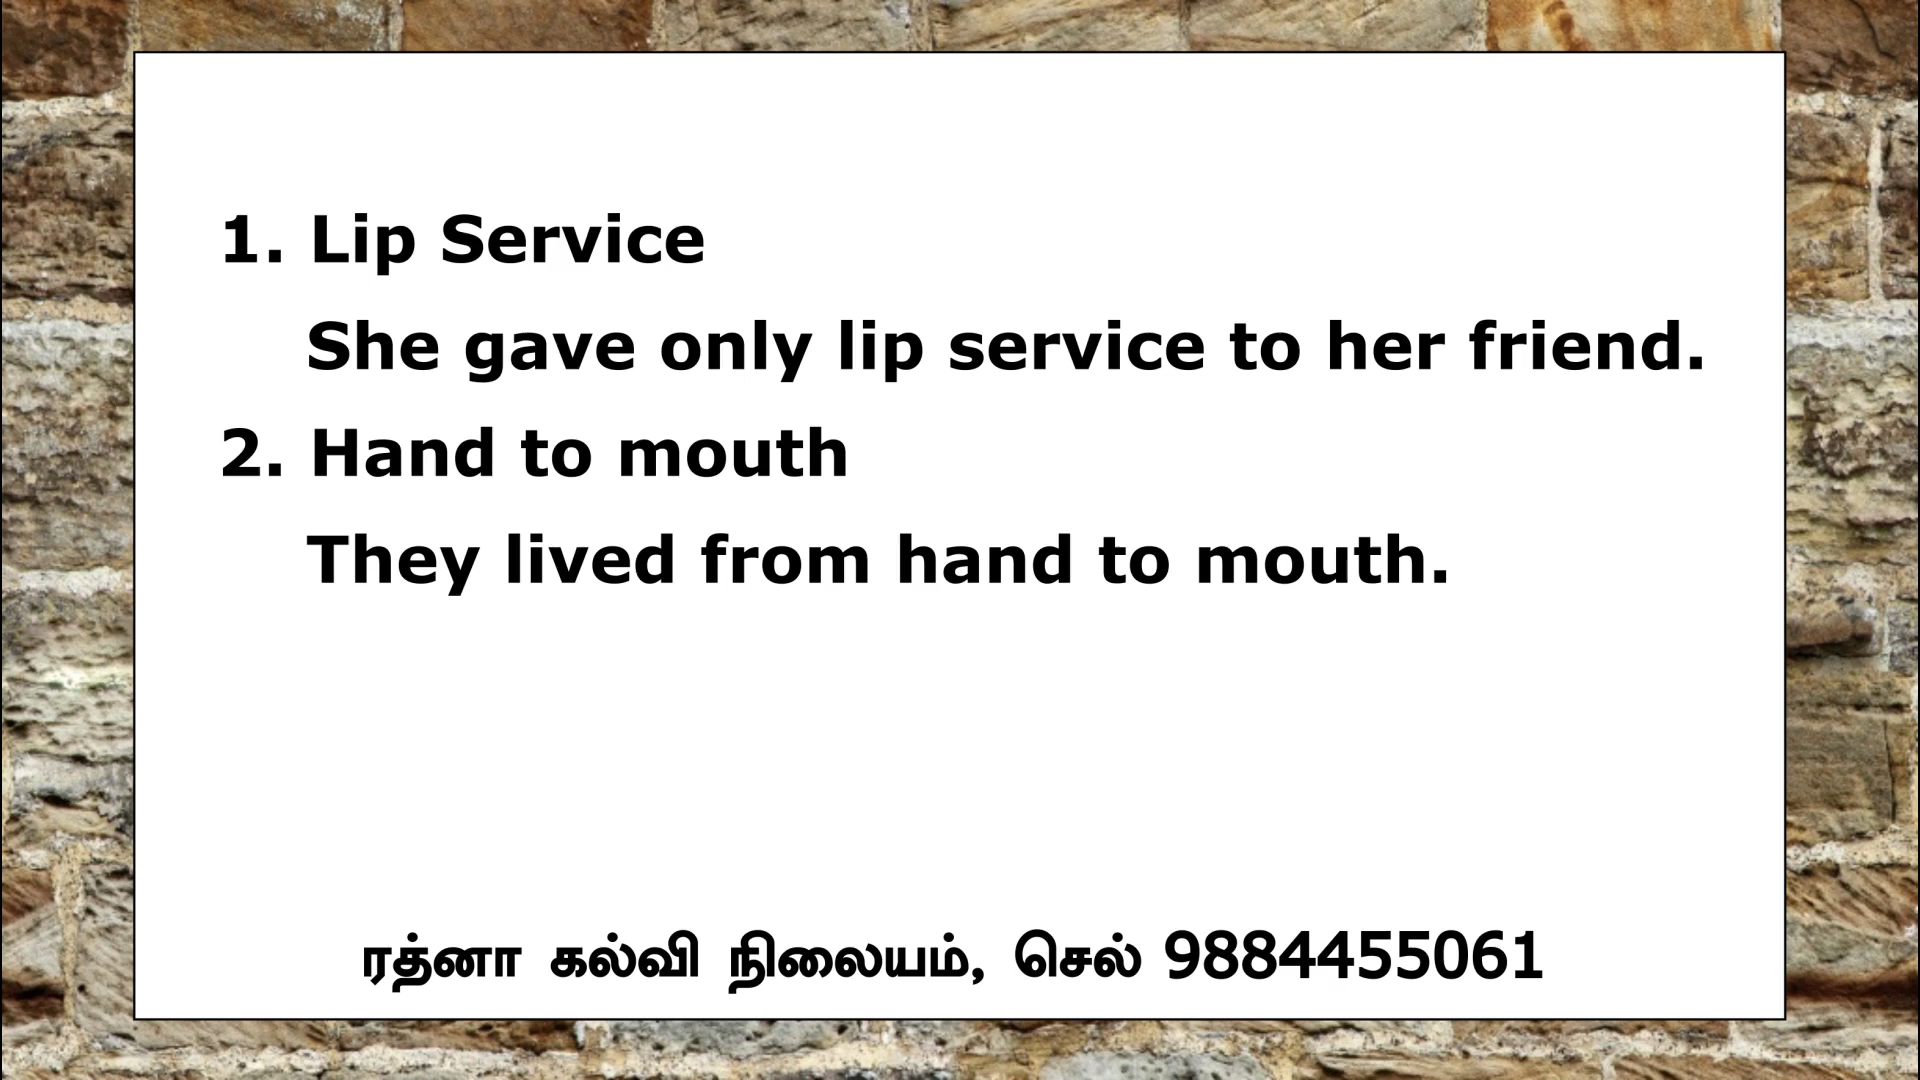 1. Lip Service
She gave only lip service to her friend.
2. Hand to mouth
They lived from hand to mouth.
ரத்னா கல்வி நிலையம், செல் 9884455061